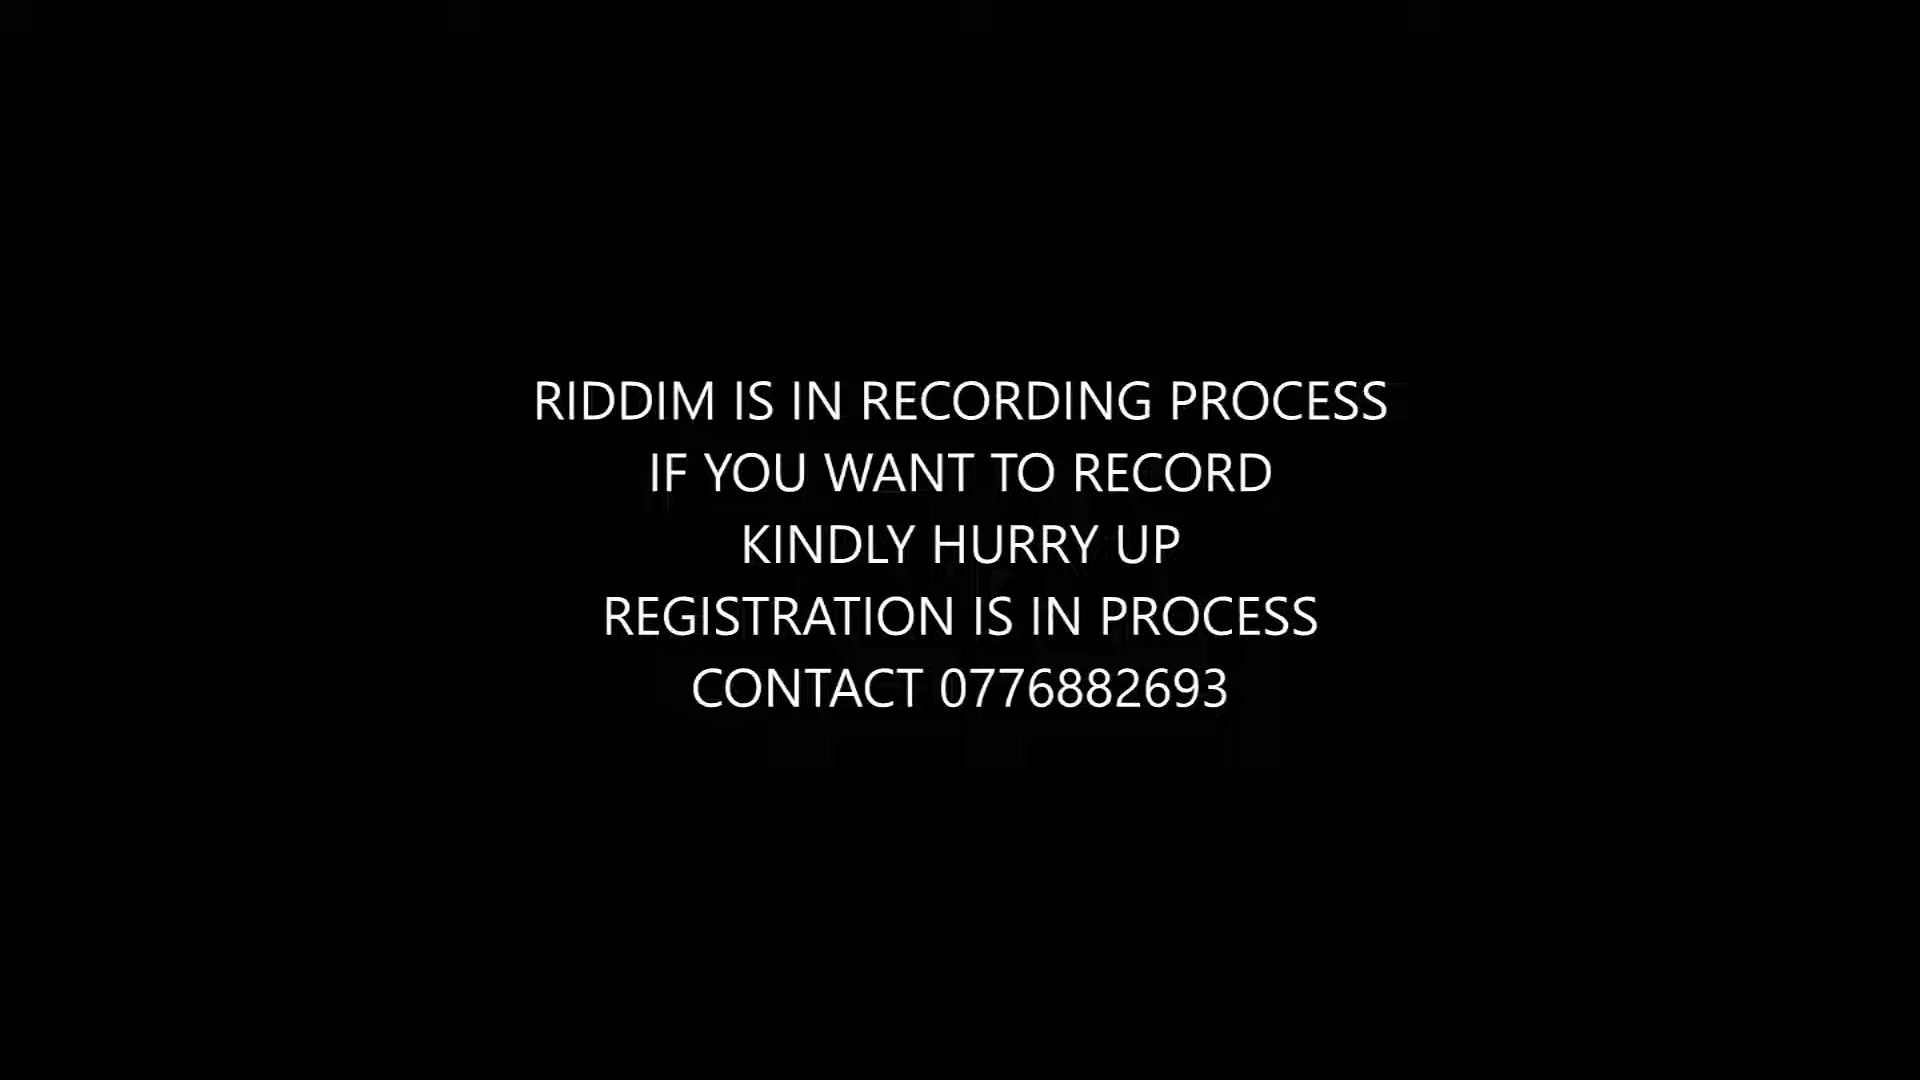 RIDDIM IS IN RECORDING PROCESS
IF YOU WANT TO RECORD
KINDLY HURRY UP
REGISTRATION IS IN PROCESS
CONTACT 0776882693